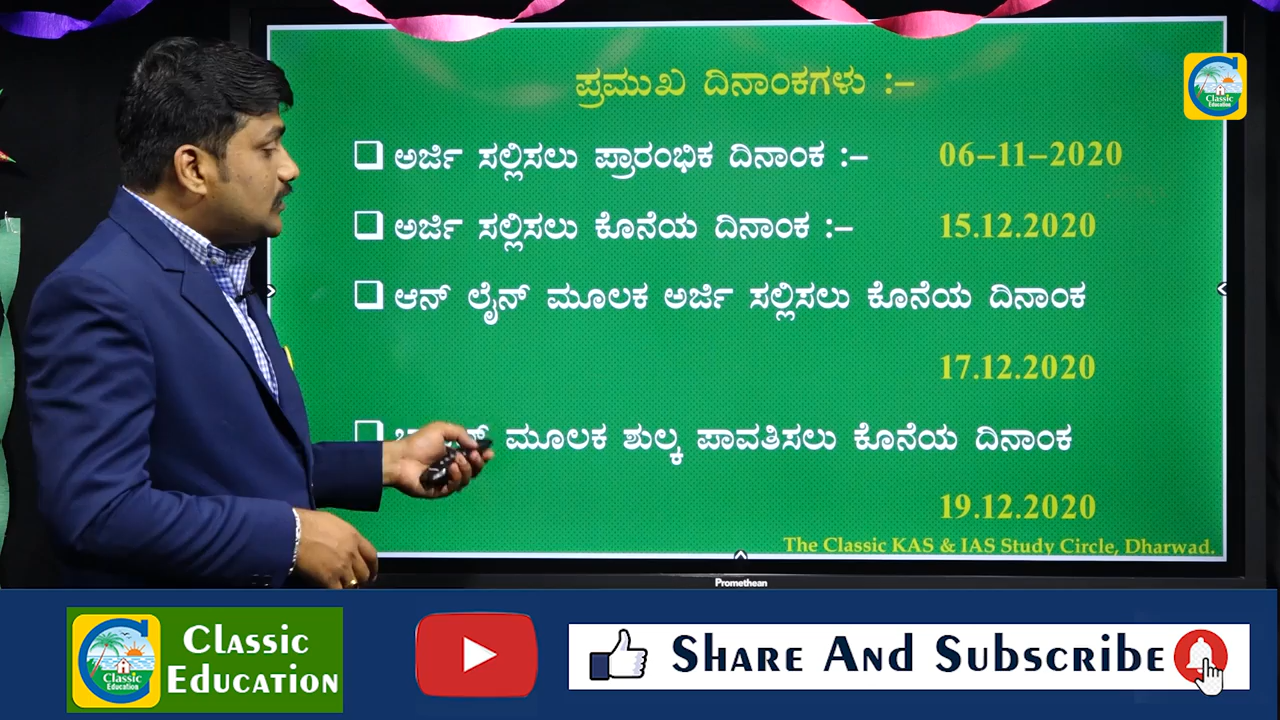 ಪ್ರಮುಖ ದಿನಾಂಕಗಳು :–
Classic
Education
ಅರ್ಜಿ ಸಲ್ಲಿಸಲು ಪ್ರಾರಂಭಿಕ ದಿನಾಂಕ :– 06–11–2020
ಅರ್ಜಿ ಸಲ್ಲಿಸಲು ಕೊನೆಯ ದಿನಾಂಕ :– 15.12.2020
ಆನ್ ಲೈನ್ ಮೂಲಕ ಅರ್ಜಿ ಸಲ್ಲಿಸಲು ಕೊನೆಯ ದಿನಾಂಕ
17.12.2020
ಮೂಲಕ ಶುಲ್ಕ ಪಾವತಿಸಲು ಕೊನೆಯ ದಿನಾಂಕ
19.12.2020
The Classic KAS & IAS Study Circle, Dharwad.
Promethean
Classic
Education
Classic
Education
Share And Subscribe